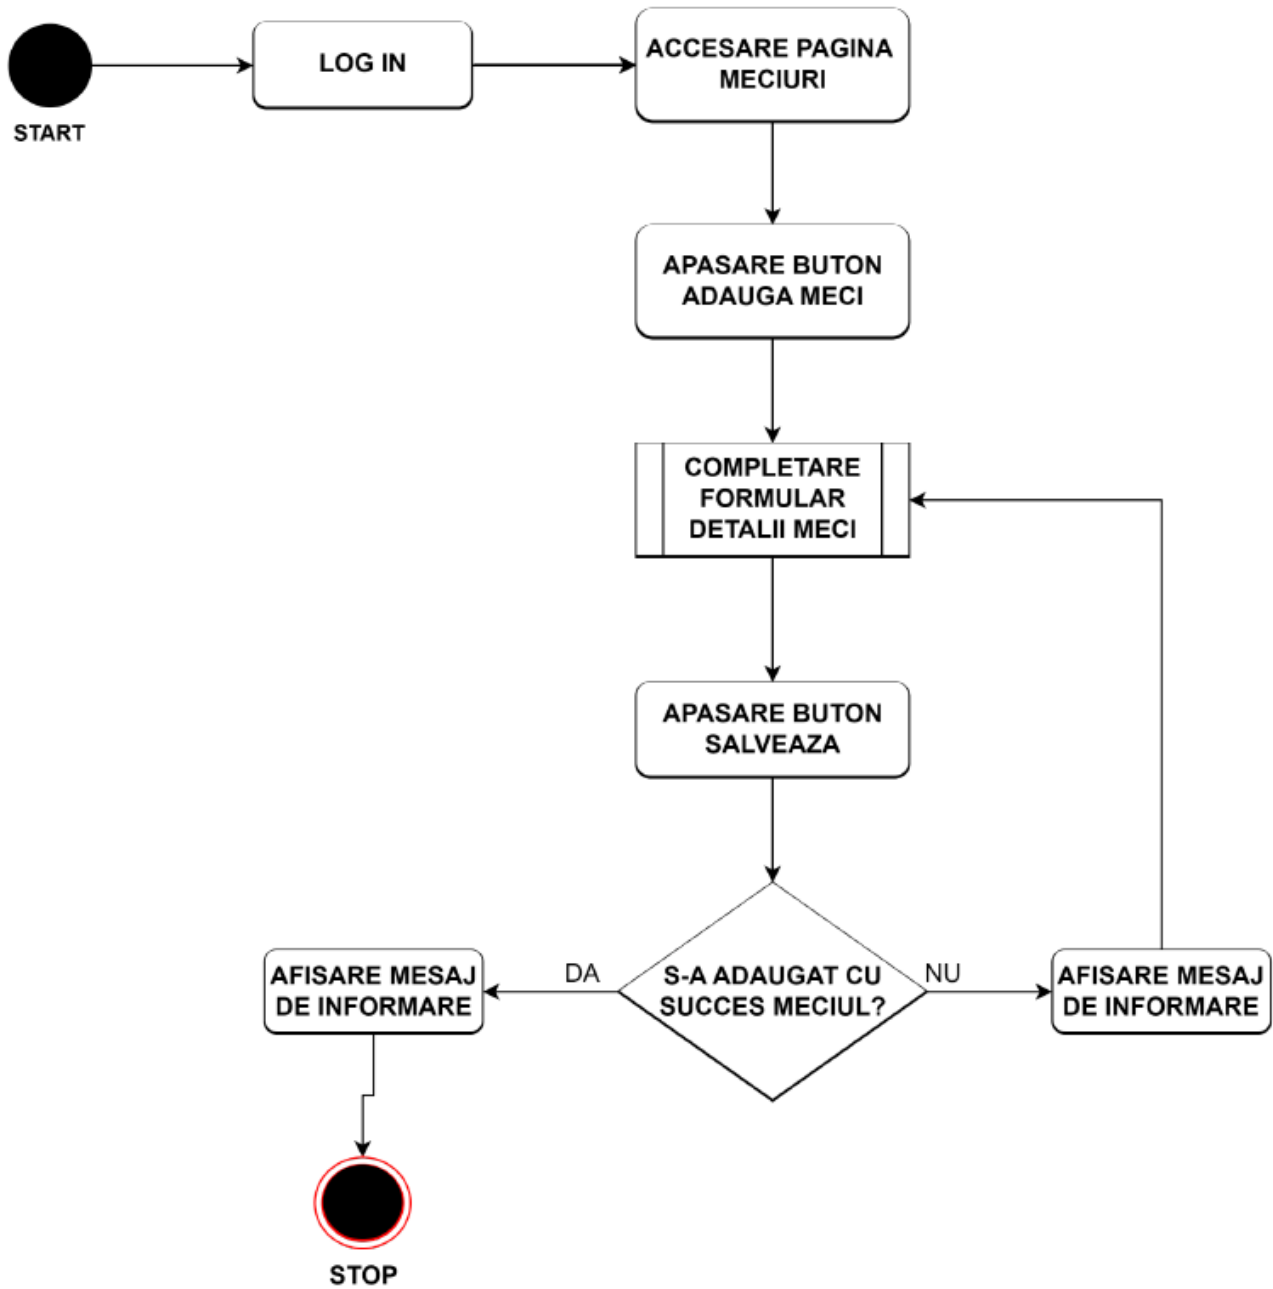 START
LOG IN
ACCESARE PAGINA
MECIURI
APASARE BUTON
ADAUGA MECI
COMPLETARE
FORMULAR
DETALII MECI
APASARE BUTON
SALVEAZA
S-A ADAUGAT CU
SUCCES MECIUL?
DA
AFISARE MESAJ
DE INFORMARE
NU
AFISARE MESAJ
DE INFORMARE
STOP